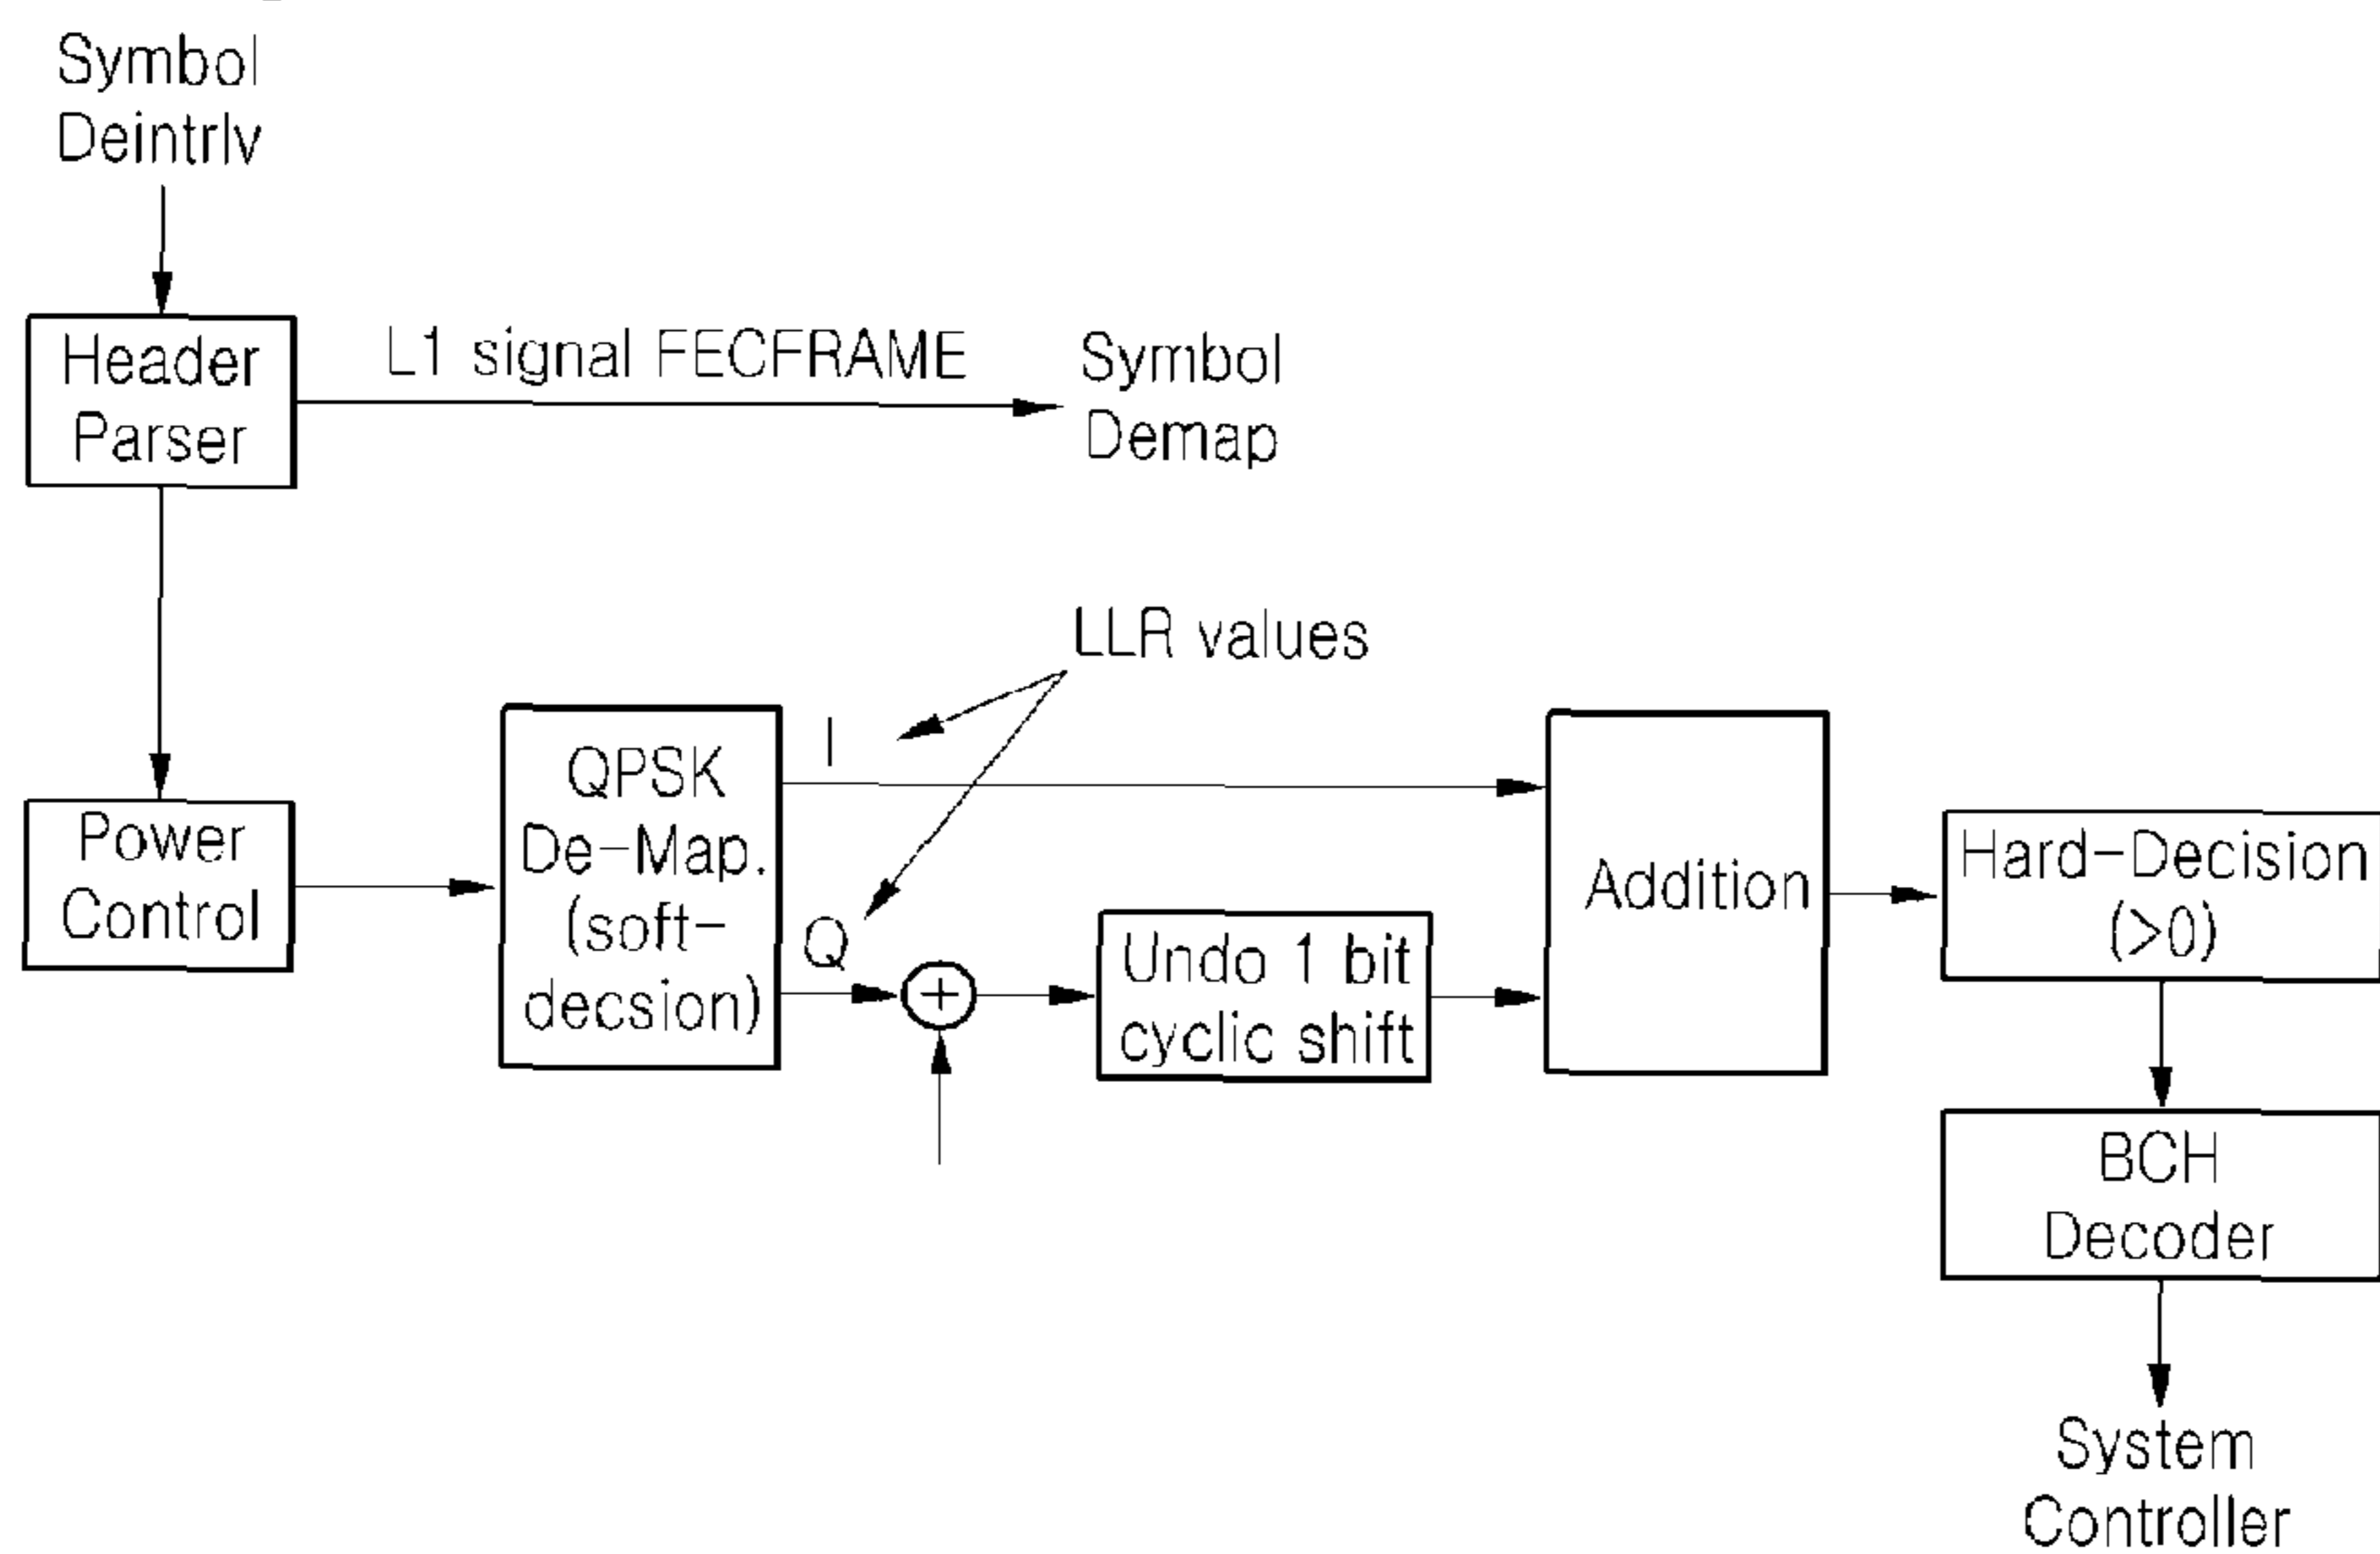 Symbol
Deintrlv
Header
Parser
L1 signal FECFRAME
Symbol
Demap
Power
Control
QPSK
De-Map.
(soft-
decsion)
I
Q
LLR values
+
Undo 1 bit
cyclic shift
Addition
Hard-Decision
(>0)
BCH
Decoder
System
Controller